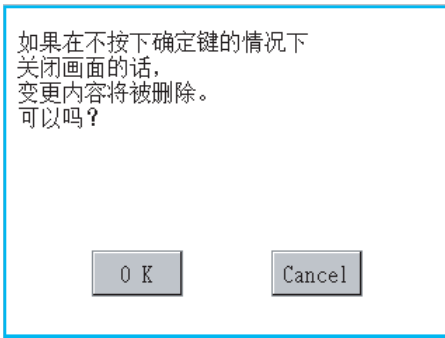 如果在不按下确定键的情况下
关闭画面的话，
变更内容将被删除。
可以吗？
OK
Cancel